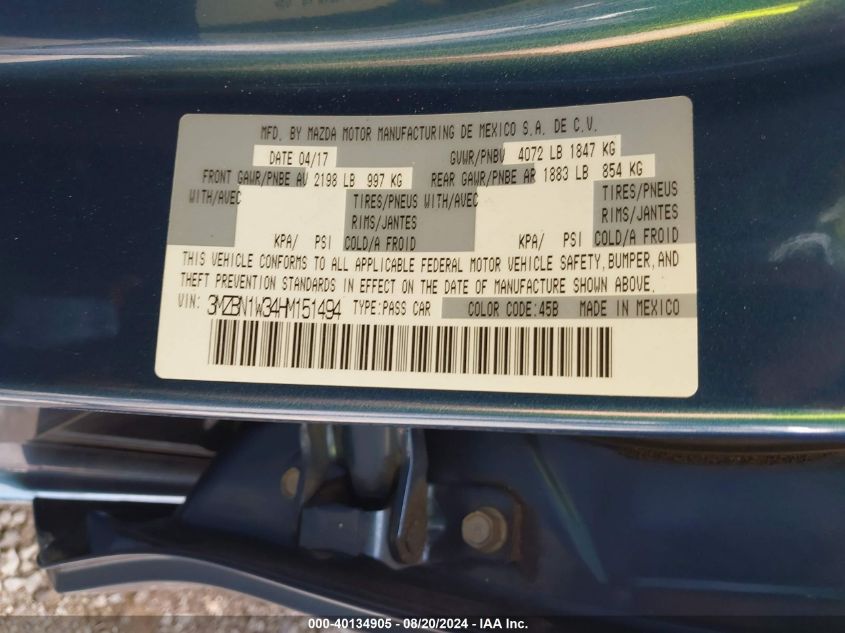 MFD. BY MAZDA MOTOR MANUFACTURING DE MEXICO S.A. DE C.V.
DATE 04/17 GVWR/PNBV 4072 LB 1847 KG
FRONT GAWR/PNBE AV 2198 LB 997 KG REAR GAWR/PNBE AR 1883 LB 854 KG
WITH/AVEC TIRES/PNEUS WITH/AVEC TIRES/PNEUS
RIMS/JANTES RIMS/JANTES
KPA/ PSI COLD/A FROID KPA/ PSI COLD/A FROID
THIS VEHICLE CONFORMS TO ALL APPLICABLE FEDERAL MOTOR VEHICLE SAFETY, BUMPER, AND
THEFT PREVENTION STANDARDS IN EFFECT ON THE DATE OF MANUFACTURE SHOWN ABOVE.
VIN: 3MZBN1W34HM151494 TYPE:PASS CAR COLOR CODE:45B MADE IN MEXICO
000-40134905 - 08/20/2024 - IAA Inc.